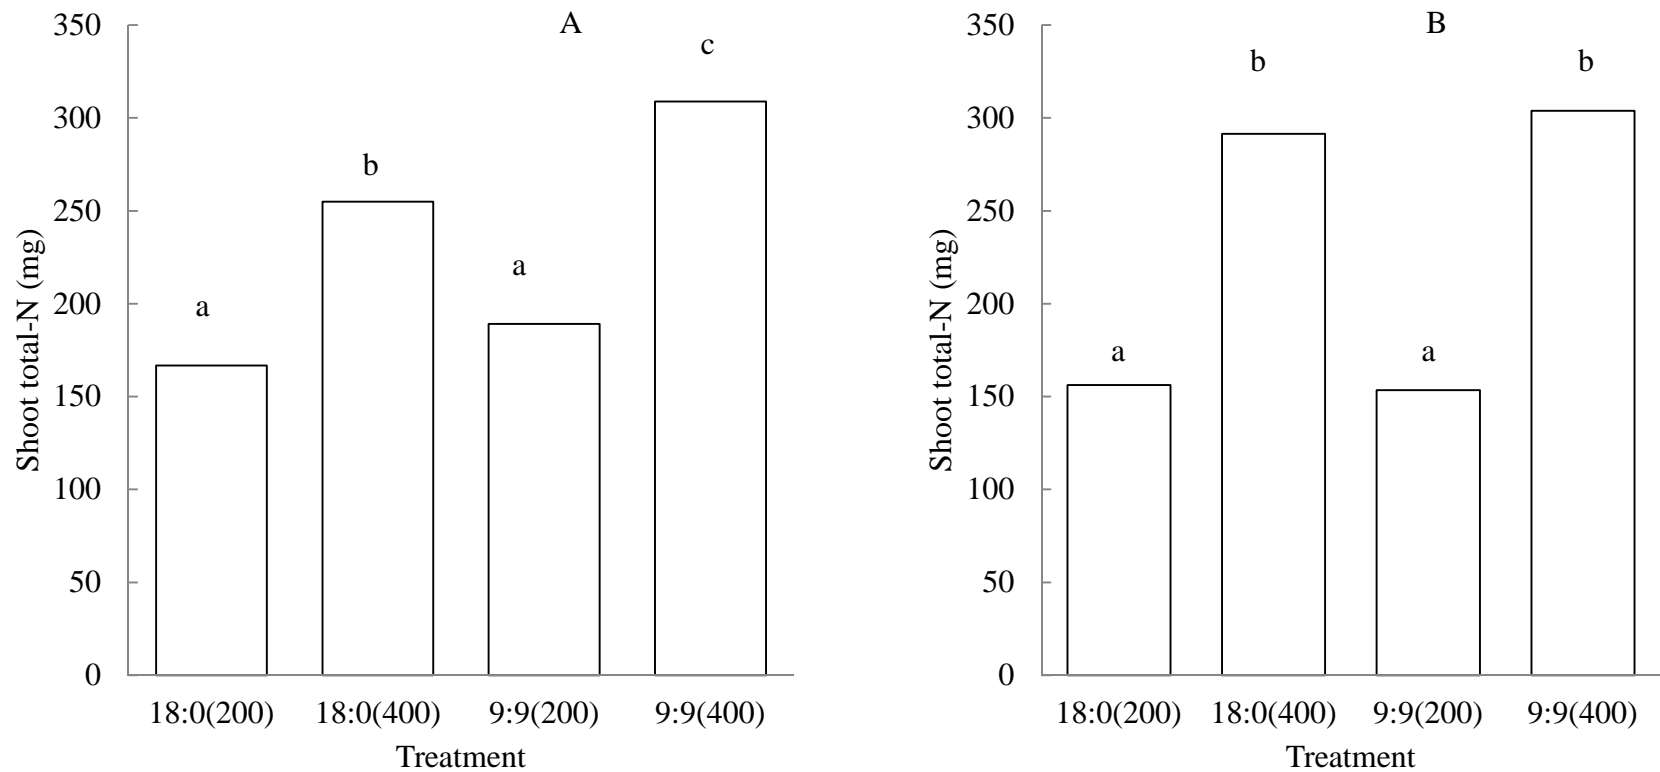 A
350
300
250
200
150
100
50
0
Shoot total-N (mg)
a
b
a
c
18:0(200) 18:0(400) 9:9(200) 9:9(400)
Treatment
B
350
300
250
200
150
100
50
0
Shoot total-N (mg)
a
b
a
b
18:0(200) 18:0(400) 9:9(200) 9:9(400)
Treatment